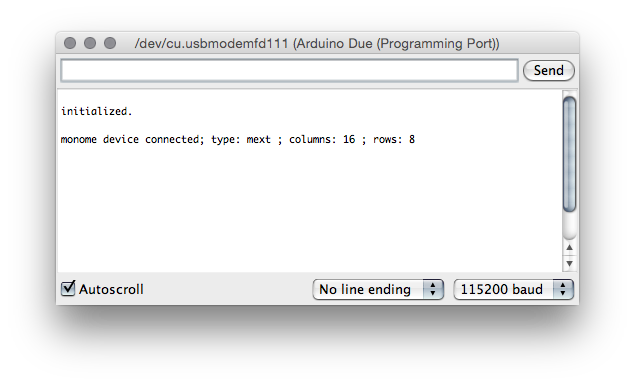 /dev/cu.usbmodemfd111 (Arduino Due (Programming Port))
Send
initialized.
monome device connected; type: mext ; columns: 16 ; rows: 8
Autoscroll
No line ending
115200 baud